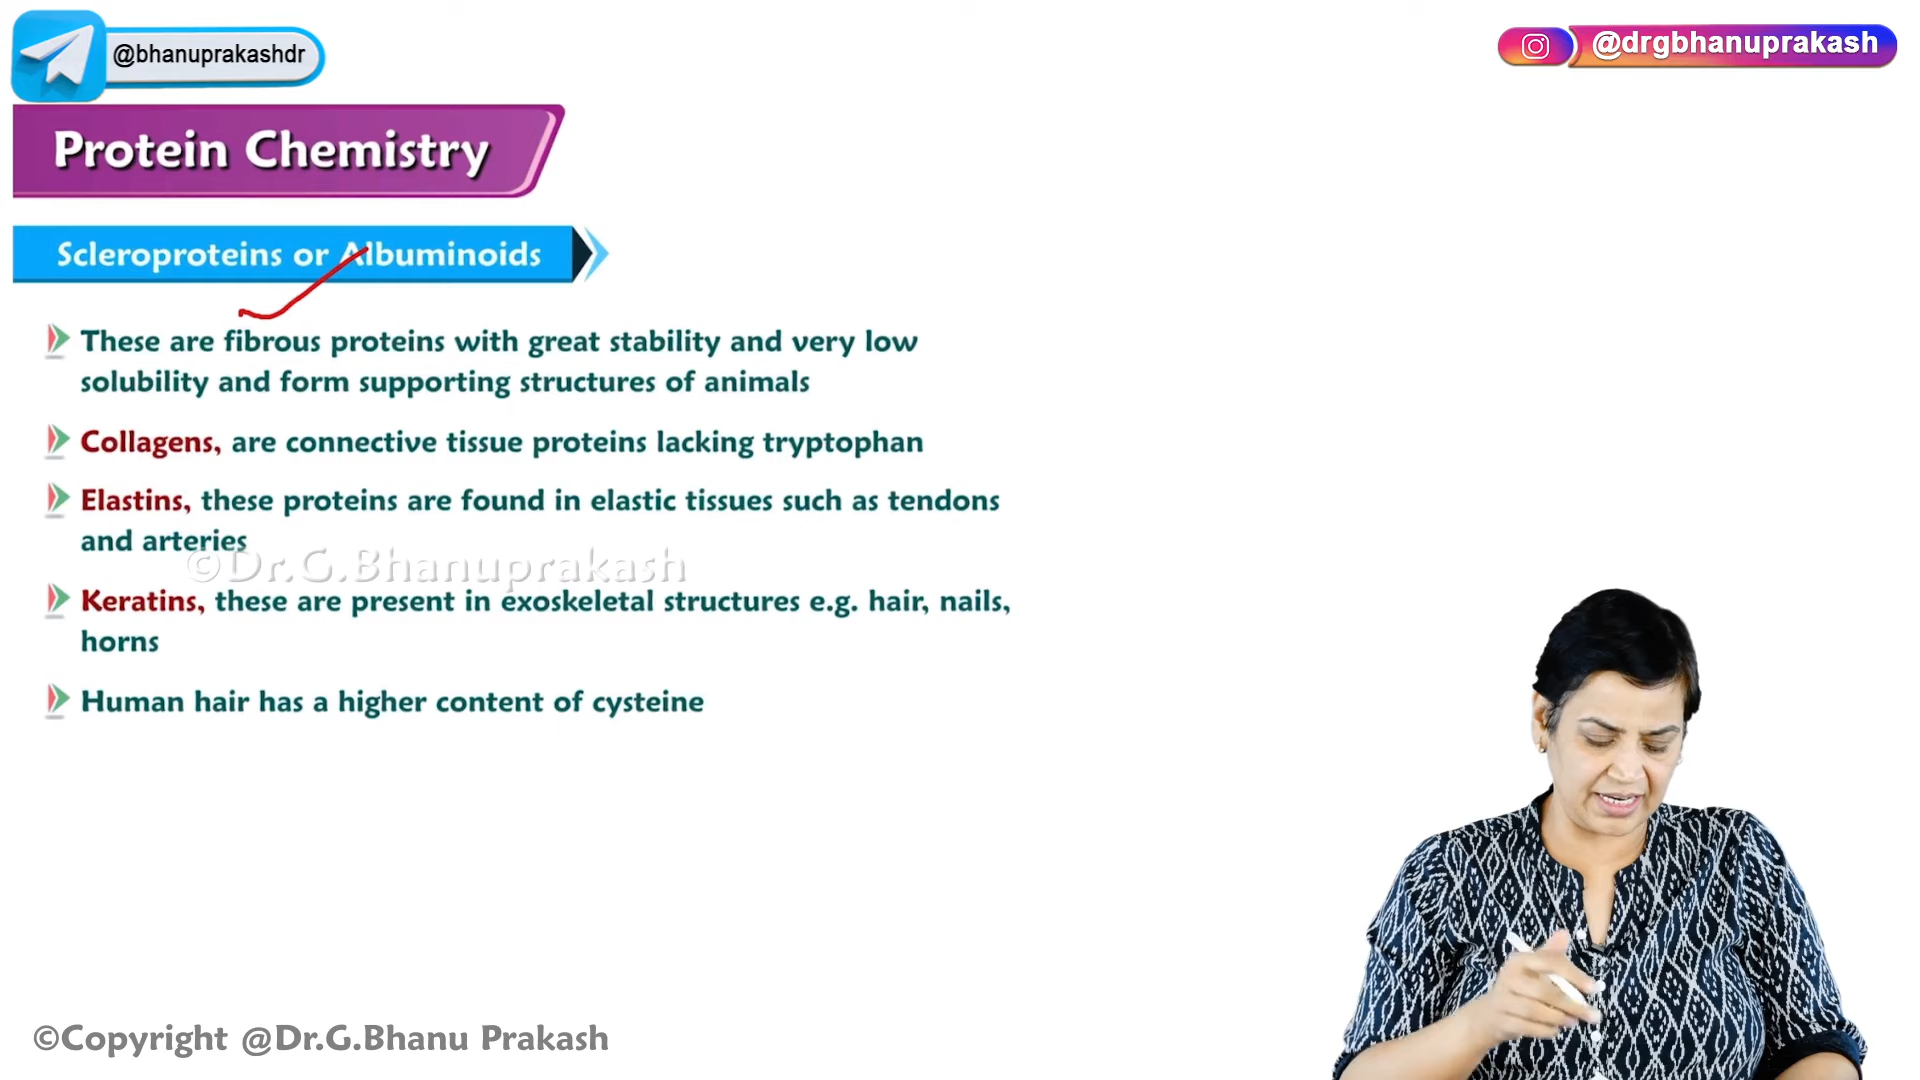 @bhanuprakashdr
@drgbhanuprakash
Protein Chemistry
Scleroproteins or Albuminoids
These are fibrous proteins with great stability and very low
solubility and form supporting structures of animals
Collagens, are connective tissue proteins lacking tryptophan
Elastins, these proteins are found in elastic tissues such as tendons
and arteries
©Dr.G.Bhanuprakash
Keratins, these are present in exoskeletal structures e.g. hair, nails,
horns
Human hair has a higher content of cysteine
©Copyright @Dr.G.Bhanu Prakash